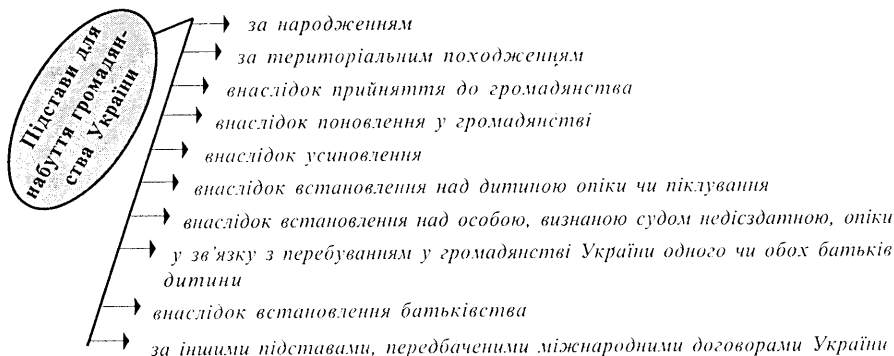 Підстави для
набуття громадян-
ства України
за народженням
за територіальним походженням
внаслідок прийняття до громадянства
внаслідок поновлення у громадянстві
внаслідок усиновлення
внаслідок встановлення над дитиною опіки чи піклування
внаслідок встановлення над особою, визнаною судом недієздатною, опіки
у зв'язку з перебуванням у громадянстві України одного чи обох батьків
дитини
внаслідок встановлення батьківства
за іншими підставами, передбаченими міжнародними договорами України